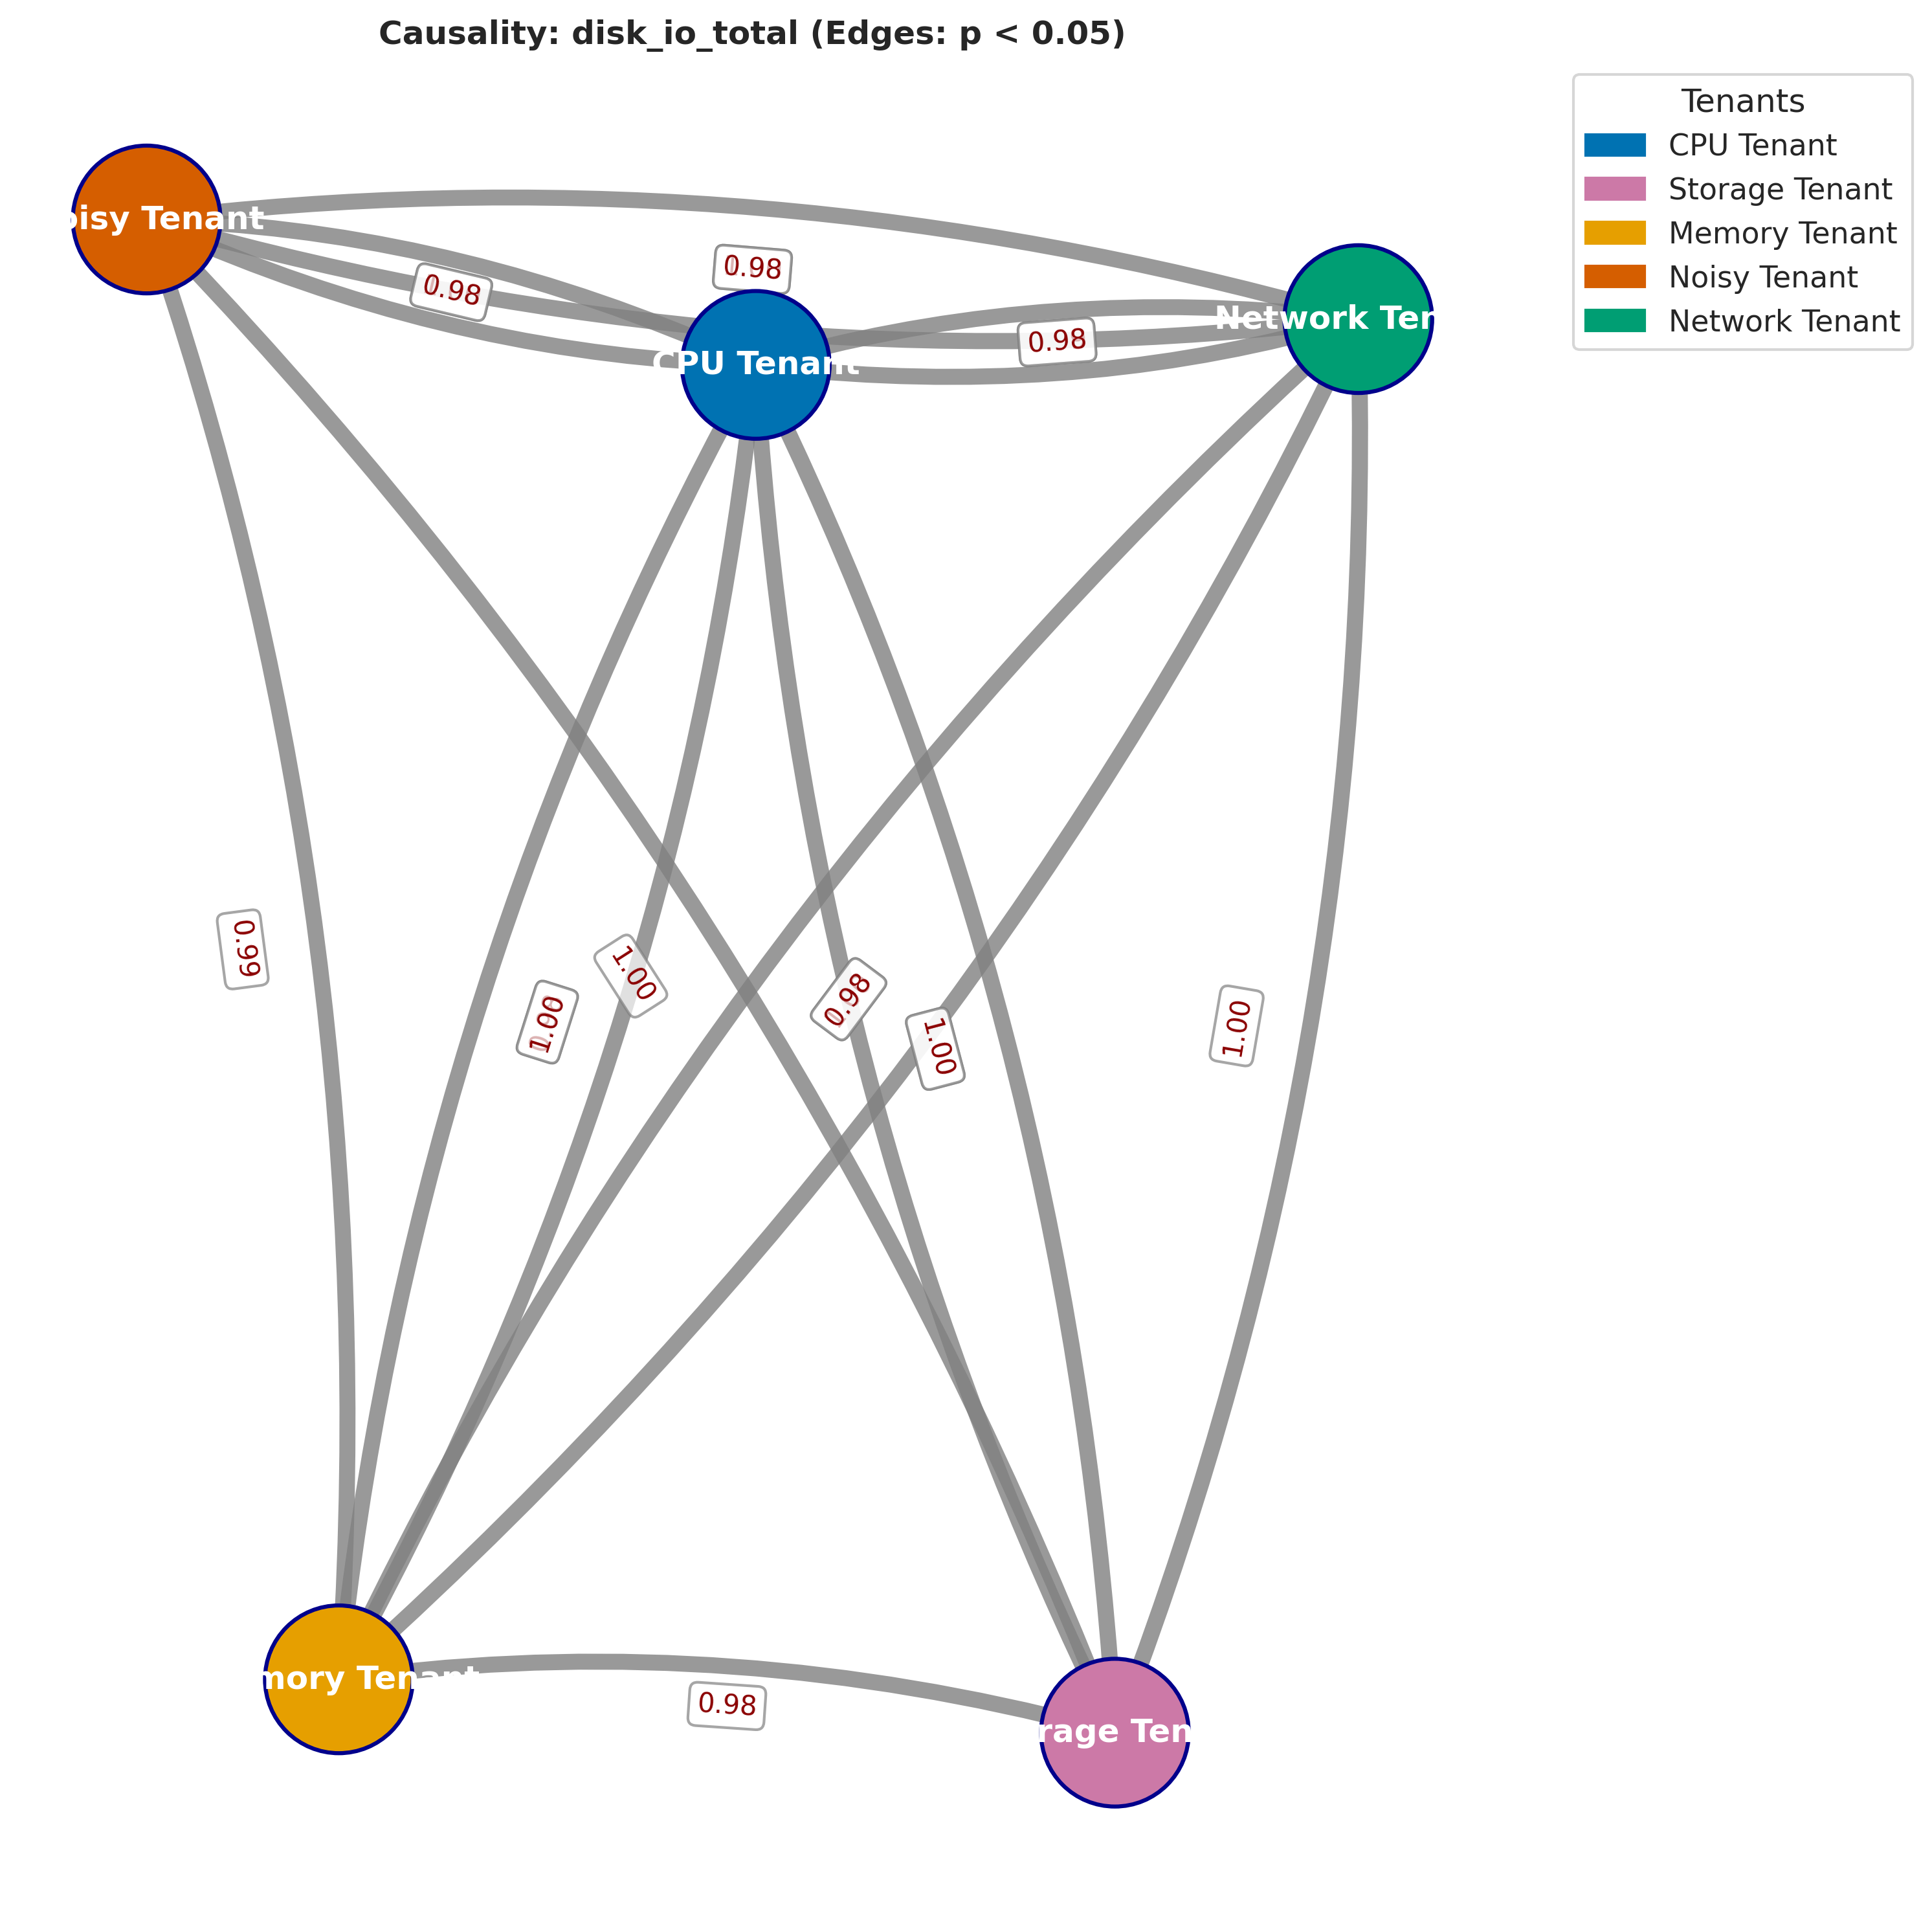 Causality: disk_io_total (Edges: p < 0.05)
Tenants
CPU Tenant
Storage Tenant
Memory Tenant
Noisy Tenant
Network Tenant
oisy Tenant
0.98
0.98
CPU Tenant
0.98
Network Ten
0.99
1.00
1.00
0.98
1.00
1.00
mory Tenant
0.98
rage Ten